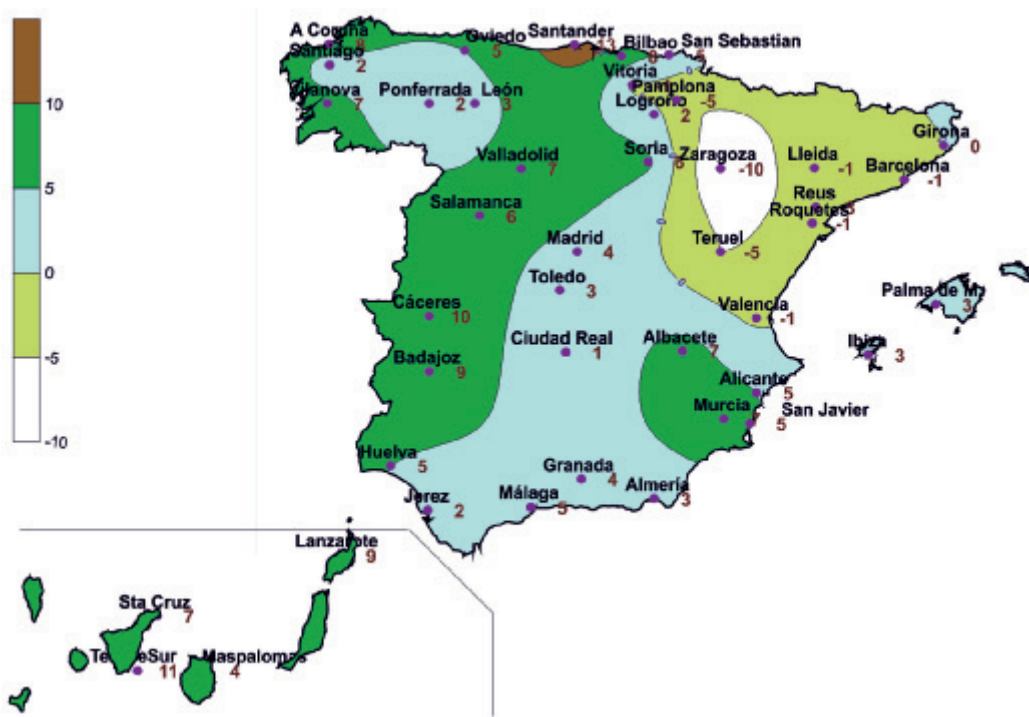 A Coruña 8
Oviedo 5
Santander 13
Bilbao 8
San Sebastian
Santiago 2
Vitoria
Pamplona -5
Vilanova 7
Ponferrada 2
León 3
Logroño 2
10
Girona 0
Valladolid 7
Soria
Zaragoza -10
Lleida -1
Barcelona -1
5
Salamanca 6
Reus
Roquetes -1
Madrid 4
Teruel -5
0
Toledo 3
Palma de M. 3
Cáceres 10
Valencia -1
Ciudad Real 1
Albacete 7
Ibiza 3
-5
Badajoz 9
Alicante 5
Murcia
San Javier 5
-10
Huelva 5
Granada 4
Jerez 2
Málaga 5
Almería 3
Lanzarote 9
Sta Cruz 7
Maspalomas 4
11